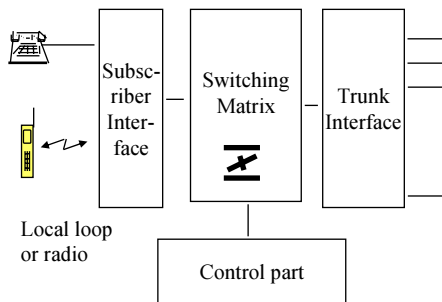 Subsc-
riber
Inter-
face
Switching
Matrix
Trunk
Interface
Local loop
or radio
Control part